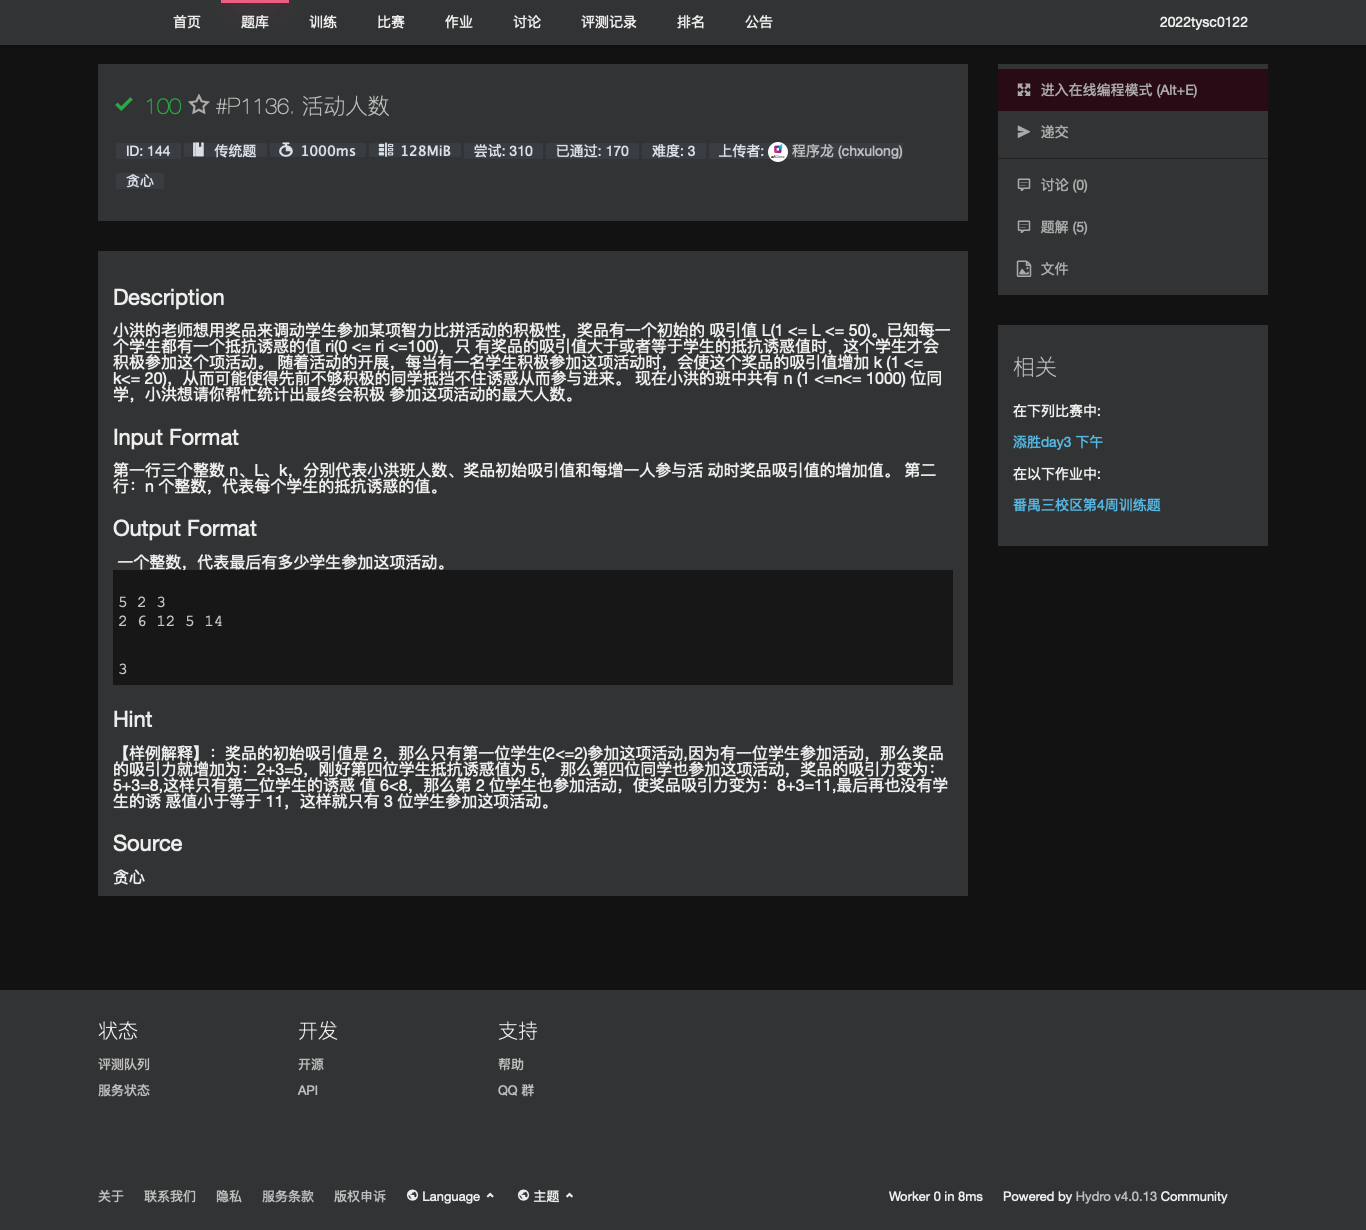 首页 题库 训练 比赛 作业 讨论 评测记录 排名 公告 2022tysc0122
100 #P1136. 活动人数
ID: 144 传统题 1000ms 128MiB 尝试: 310 已通过: 170 难度: 3 上传者: 程序龙 (chxulong)
贪心
Description
小洪的老师想用奖品来调动学生参加某项智力比拼活动的积极性，奖品有一个初始的 吸引值 L(1 <= L <= 50)。已知每一
个学生都有一个抵抗诱惑的值 ri(0 <= ri <=100)，只 有奖品的吸引值大于或者等于学生的抵抗诱惑值时，这个学生才会
积极参加这个项活动。 随着活动的开展，每当有一名学生积极参加这项活动时，会使这个奖品的吸引值增加 k (1 <=
k<= 20)，从而可能使得先前不够积极的同学抵挡不住诱惑从而参与进来。 现在小洪的班中共有 n (1 <=n<= 1000) 位同
学，小洪想请你帮忙统计出最终会积极 参加这项活动的最大人数。
Input Format
第一行三个整数 n、L、k，分别代表小洪班人数、奖品初始吸引值和每增一人参与活 动时奖品吸引值的增加值。 第二
行：n 个整数，代表每个学生的抵抗诱惑的值。
Output Format
一个整数，代表最后有多少学生参加这项活动。
5 2 3
2 6 12 5 14
3
Hint
【样例解释】：奖品的初始吸引值是 2，那么只有第一位学生(2<=2)参加这项活动,因为有一位学生参加活动，那么奖品
的吸引力就增加为：2+3=5，刚好第四位学生抵抗诱惑值为 5， 那么第四位同学也参加这项活动，奖品的吸引力变为：
5+3=8,这样只有第二位学生的诱惑 值 6<8，那么第 2 位学生也参加活动，使奖品吸引力变为：8+3=11,最后再也没有学
生的诱 惑值小于等于 11，这样就只有 3 位学生参加这项活动。
Source
贪心
进入在线编程模式 (Alt+E)
递交
讨论 (0)
题解 (5)
文件
相关
在下列比赛中:
添胜day3 下午
在以下作业中:
番禺三校区第4周训练题
状态 开发 支持
评测队列 开源 帮助
服务状态 API QQ 群
关于 联系我们 隐私 服务条款 版权申诉 Language 主题 Worker 0 in 8ms Powered by Hydro v4.0.13 Community